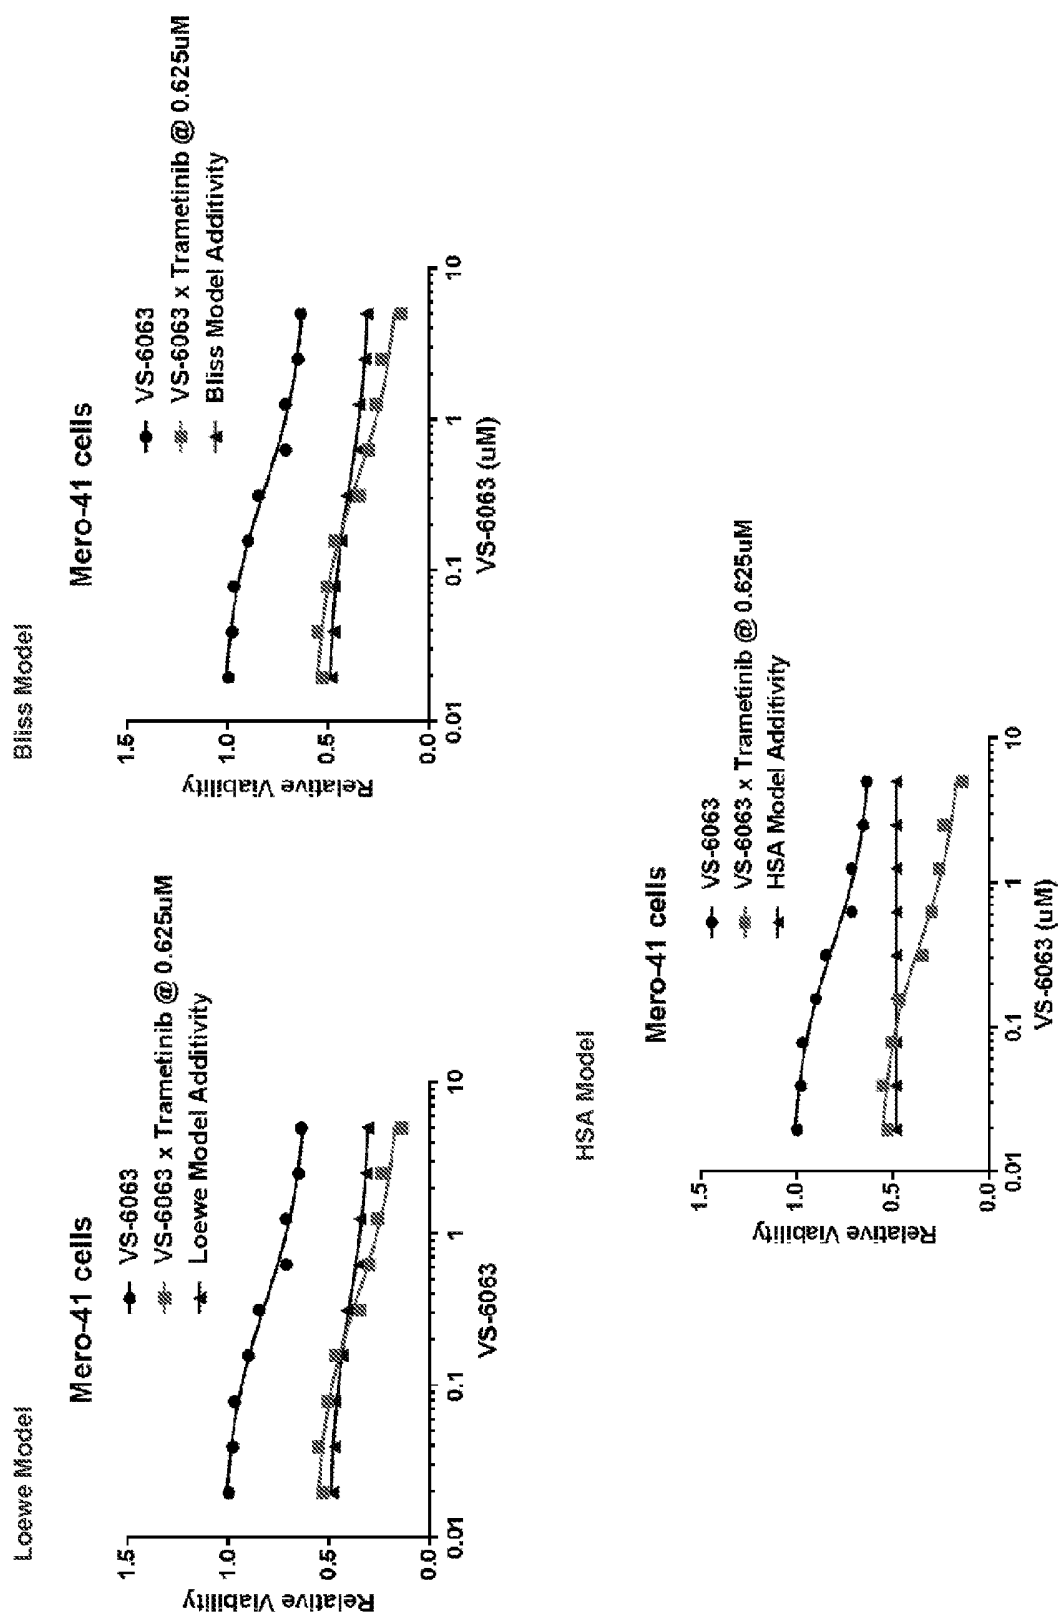 Loewe Model
Mero-41 cells
VS-6063
VS-6063 x Trametinib @ 0.625uM
Loewe Model Additivity
Relative Viability
1.5
1.0
0.5
0.0
0.01
0.1
1
10
VS-6063
Bliss Model
Mero-41 cells
VS-6063
VS-6063 x Trametinib @ 0.625uM
Bliss Model Additivity
Relative Viability
1.5
1.0
0.5
0.0
0.01
0.1
1
10
VS-6063 (uM)
HSA Model
Mero-41 cells
VS-6063
VS-6063 x Trametinib @ 0.625uM
HSA Model Additivity
Relative Viability
1.5
1.0
0.5
0.0
0.01
0.1
1
10
VS-6063 (uM)